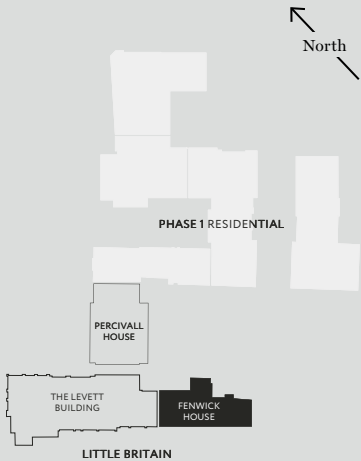 North
PHASE 1 RESIDENTIAL
PERCIVALL
HOUSE
THE LEVETT
BUILDING
FENWICK
HOUSE
LITTLE BRITAIN